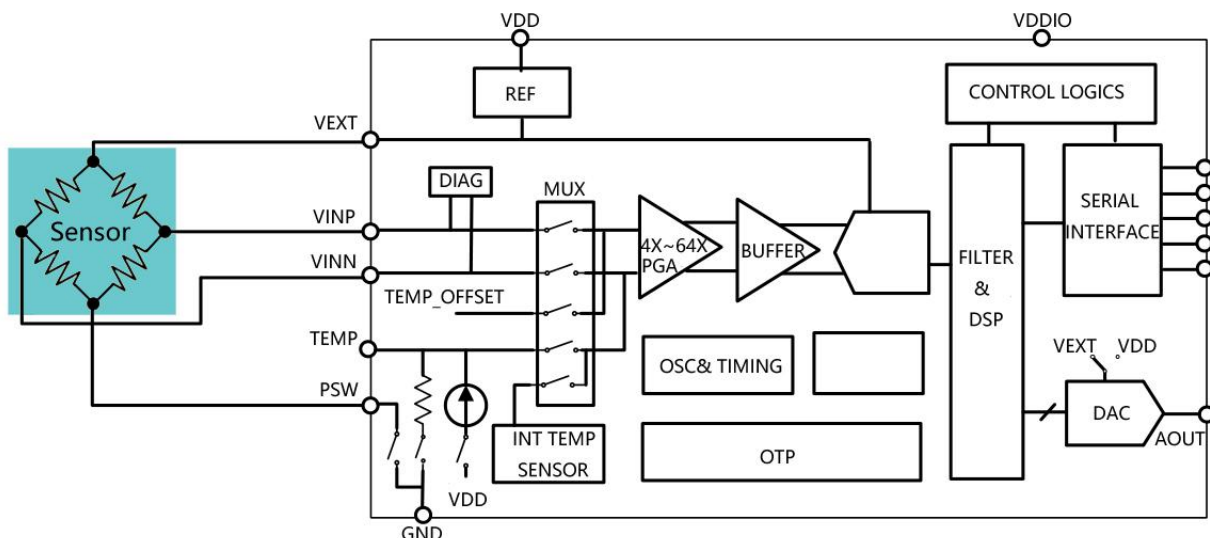 VDD
VDDIO
REF
CONTROL LOGICS
VEXT
DIAG
MUX
VINP
Sensor
4X~64X
PGA
BUFFER
FILTER
&
DSP
SERIAL
INTERFACE
VINN
TEMP_OFFSET
TEMP
OSC& TIMING
VEXT
VDD
PSW
DAC
AOUT
INT TEMP
SENSOR
OTP
VDD
GND